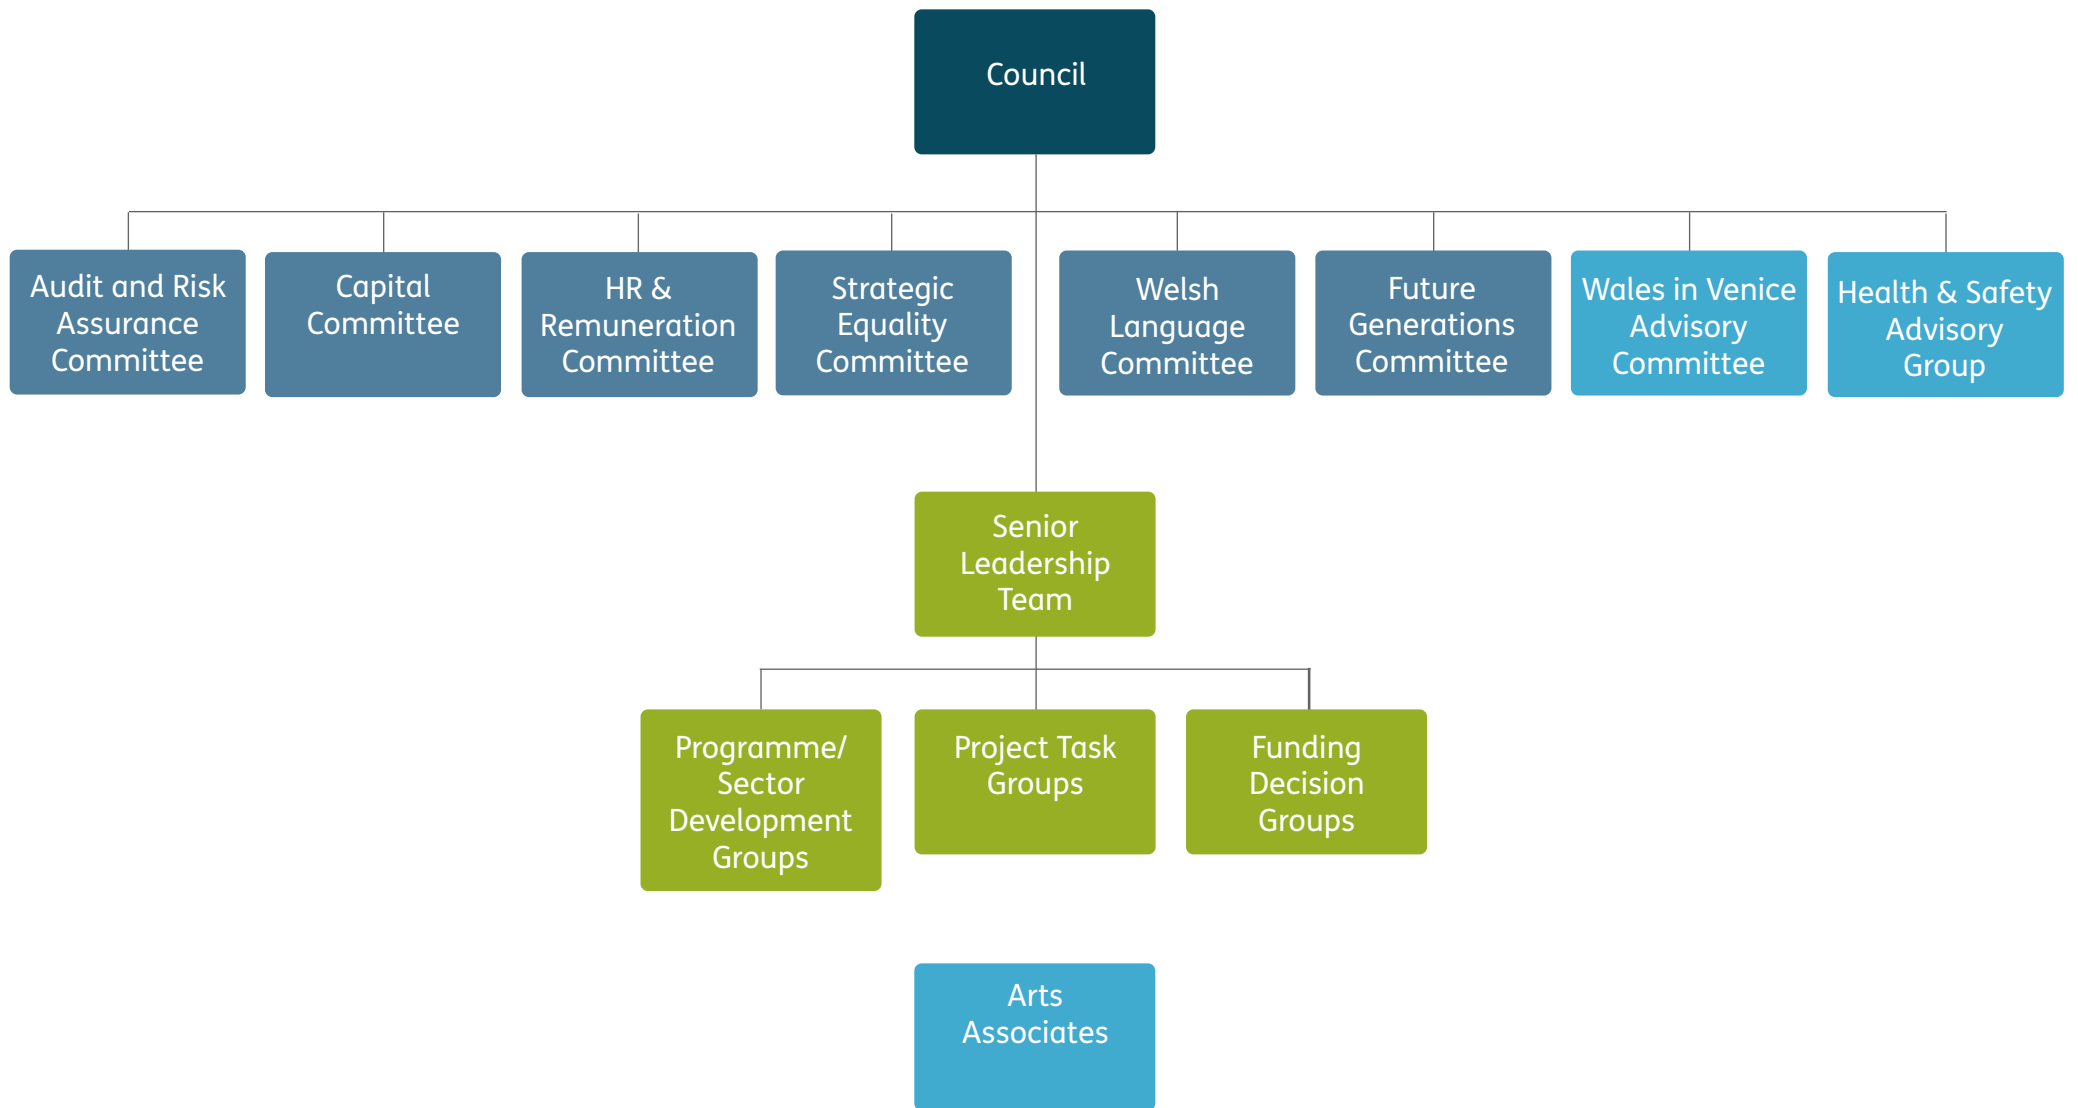 Council
Audit and Risk
Assurance
Committee
Capital
Committee
HR &
Remuneration
Committee
Strategic
Equality
Committee
Welsh
Language
Committee
Future
Generations
Committee
Wales in Venice
Advisory
Committee
Health & Safety
Advisory
Group
Senior
Leadership
Team
Programme/
Sector
Development
Groups
Project Task
Groups
Funding
Decision
Groups
Arts
Associates